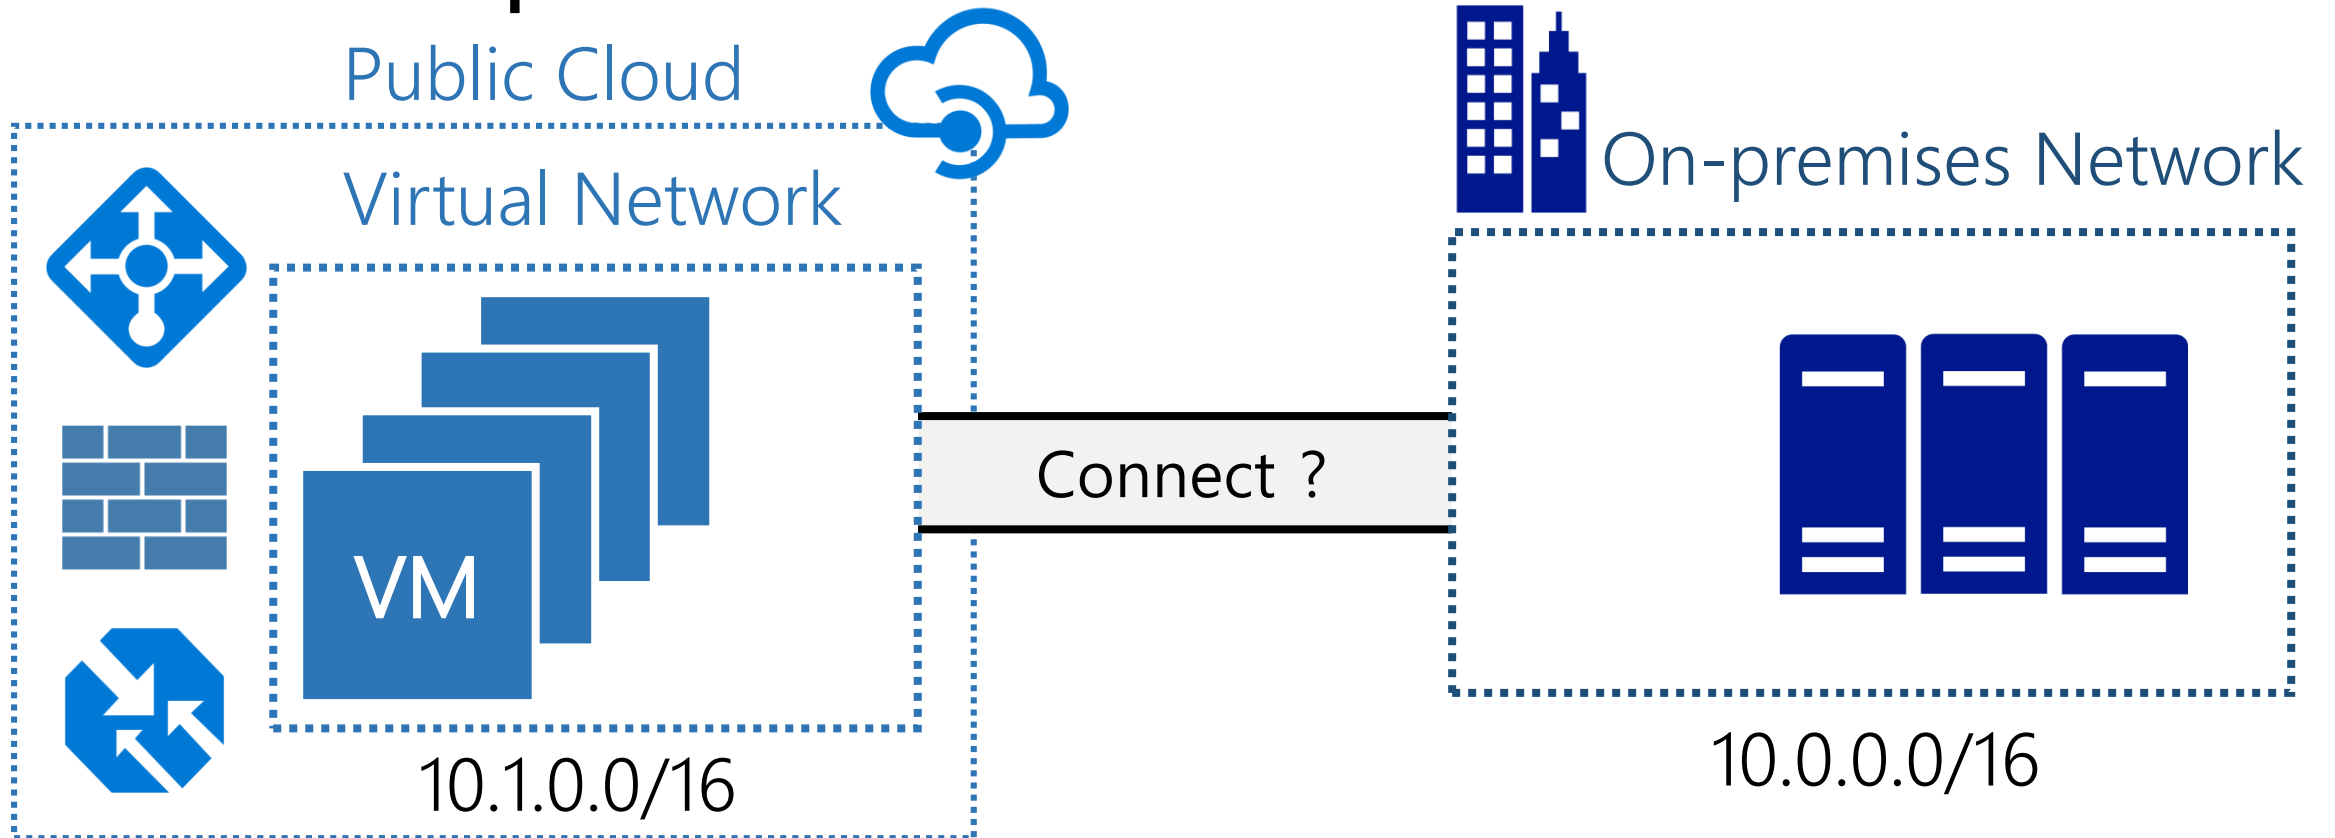 Public Cloud
Virtual Network
On-premises Network
Connect ?
VM
10.1.0.0/16
10.0.0.0/16